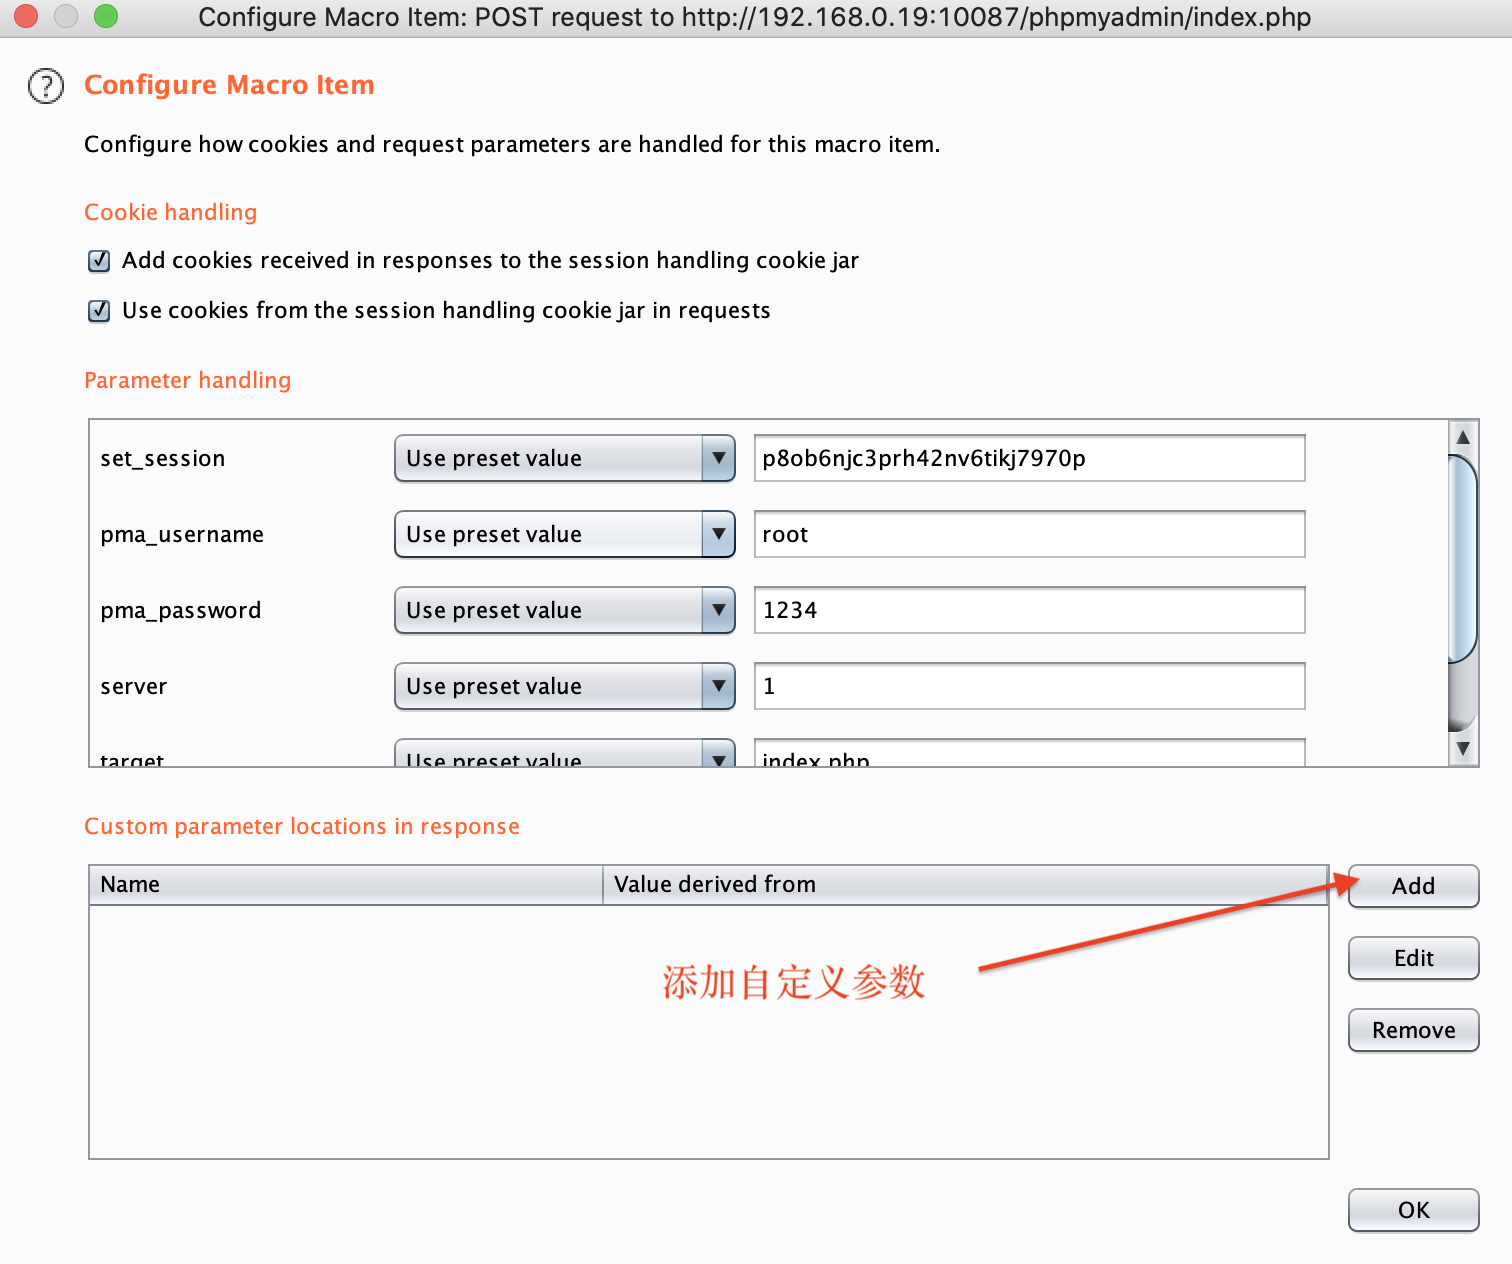 Configure Macro Item: POST request to http://192.168.0.19:10087/phpmyadmin/index.php
?
Configure Macro Item
Configure how cookies and request parameters are handled for this macro item.
Cookie handling
Add cookies received in responses to the session handling cookie jar
Use cookies from the session handling cookie jar in requests
Parameter handling
set_session Use preset value p8ob6njc3prh42nv6tikj7970p
pma_username Use preset value root
pma_password Use preset value 1234
server Use preset value 1
target Use preset value index.php
Custom parameter locations in response
Name Value derived from Add
Edit
添加自定义参数
Remove
OK